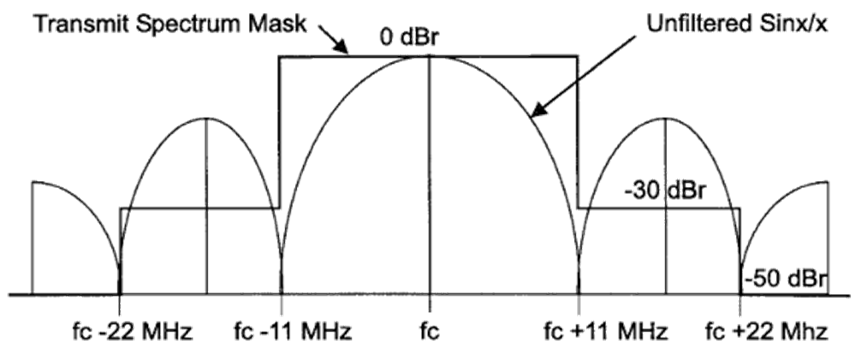 Transmit Spectrum Mask
0 dBr
Unfiltered Sinx/x
-30 dBr
-50 dBr
fc -22 MHz
fc -11 MHz
fc
fc +11 MHz
fc +22 Mhz